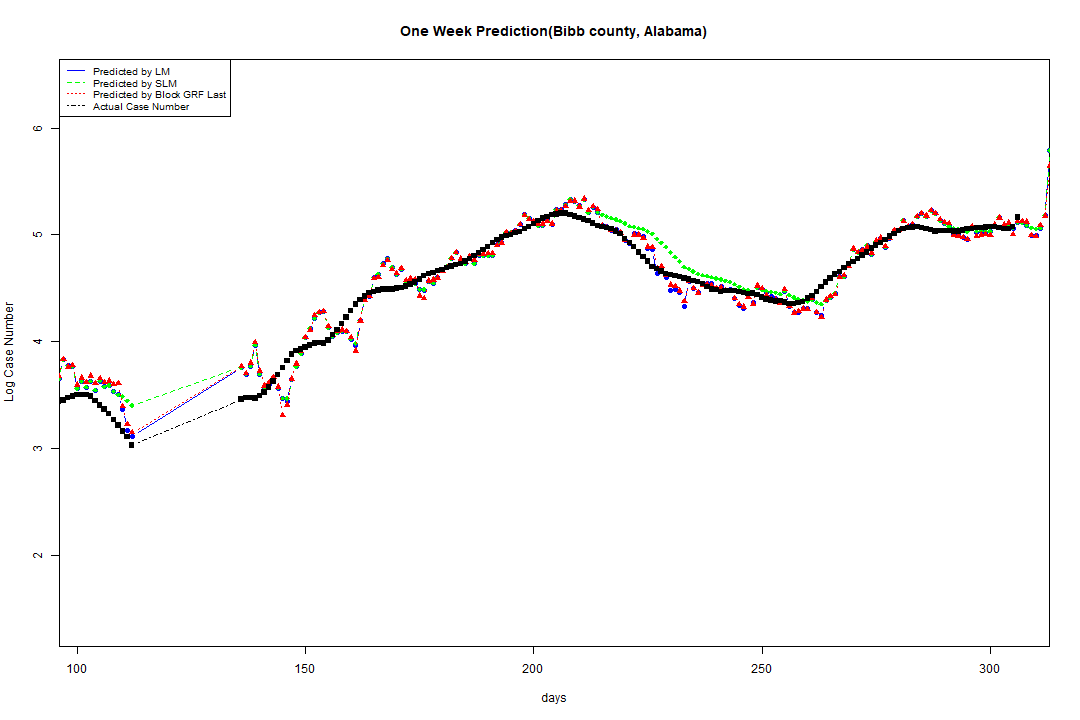 One Week Prediction(Bibb county, Alabama)
Predicted by LM
Predicted by SLM
Predicted by Block GRF Last
Actual Case Number
Log Case Number
6
5
4
3
2
100 150 200 250 300
days